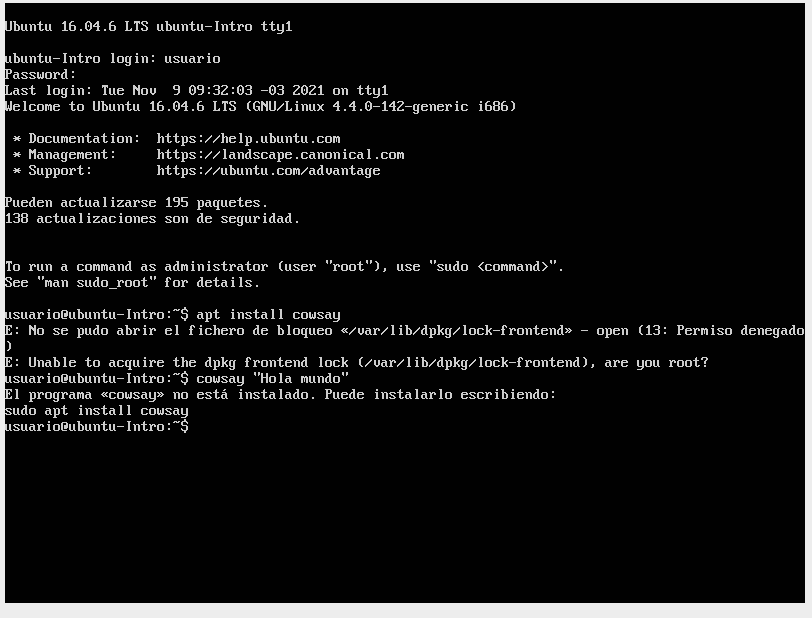 Ubuntu 16.04.6 LTS ubuntu-Intro tty1
ubuntu-Intro login: usuario
Password:
Last login: Tue Nov  9 09:32:03 -03 2021 on tty1
Welcome to Ubuntu 16.04.6 LTS (GNU/Linux 4.4.0-142-generic i686)
 * Documentation:  https://help.ubuntu.com
 * Management:     https://landscape.canonical.com
 * Support:        https://ubuntu.com/advantage
Pueden actualizarse 195 paquetes.
138 actualizaciones son de seguridad.
To run a command as administrator (user "root"), use "sudo <command>".
See "man sudo_root" for details.
usuario@ubuntu-Intro:~$ apt install cowsay
E: No se pudo abrir el fichero de bloqueo «/var/lib/dpkg/lock-frontend» - open (13: Permiso denegado
)
E: Unable to acquire the dpkg frontend lock (/var/lib/dpkg/lock-frontend), are you root?
usuario@ubuntu-Intro:~$ cowsay "Hola mundo"
El programa «cowsay» no está instalado. Puede instalarlo escribiendo:
sudo apt install cowsay
usuario@ubuntu-Intro:~$